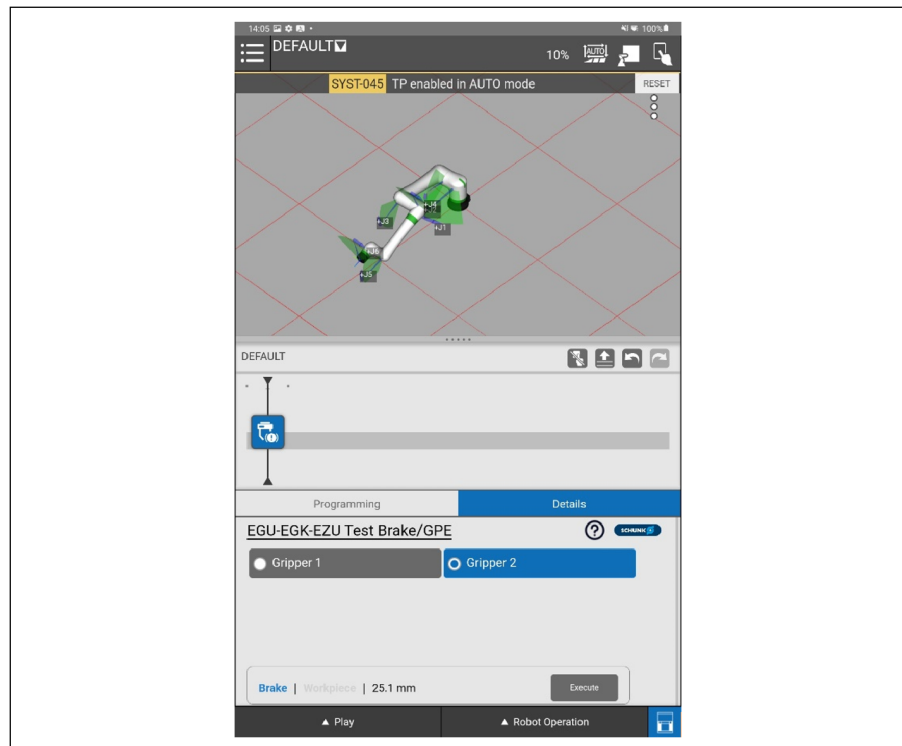 14:05
100%
DEFAULT
10%
AUTO
SYST-045 TP enabled in AUTO mode
RESET
+J4
+J3
+J1
+J6
+J5
DEFAULT
Programming
Details
EGU-EGK-EZU Test Brake/GPE
?
SCHUNK
Gripper 1
Gripper 2
Brake | Workpiece | 25.1 mm
Execute
▲ Play
▲ Robot Operation